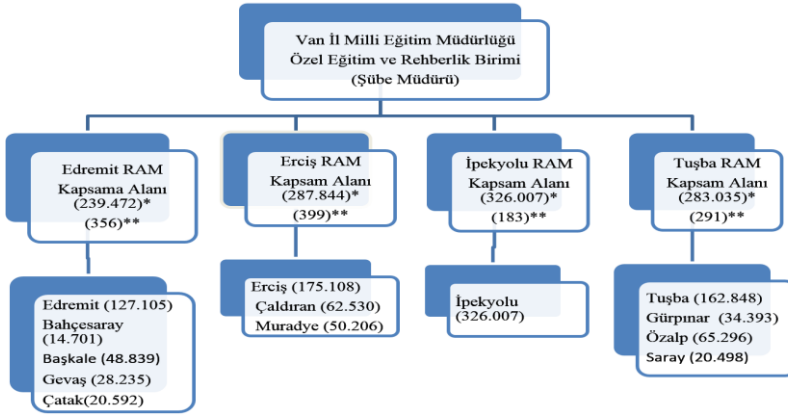 Van İl Milli Eğitim Müdürlüğü
Özel Eğitim ve Rehberlik Birimi
(Şübe Müdürü)
Edremit RAM
Kapsama Alanı
(239.472)*
(356)**
Erciş RAM
Kapsam Alanı
(287.844)*
(399)**
İpekyolu RAM
Kapsam Alanı
(326.007)*
(183)**
Tuşba RAM
Kapsam Alanı
(283.035)*
(291)**
Edremit (127.105)
Bahçesaray
(14.701)
Başkale (48.839)
Gevaş (28.235)
Çatak(20.592)
Erciş (175.108)
Çaldıran (62.530)
Muradye (50.206)
İpekyolu
(326.007)
Tuşba (162.848)
Gürpınar (34.393)
Özalp (65.296)
Saray (20.498)